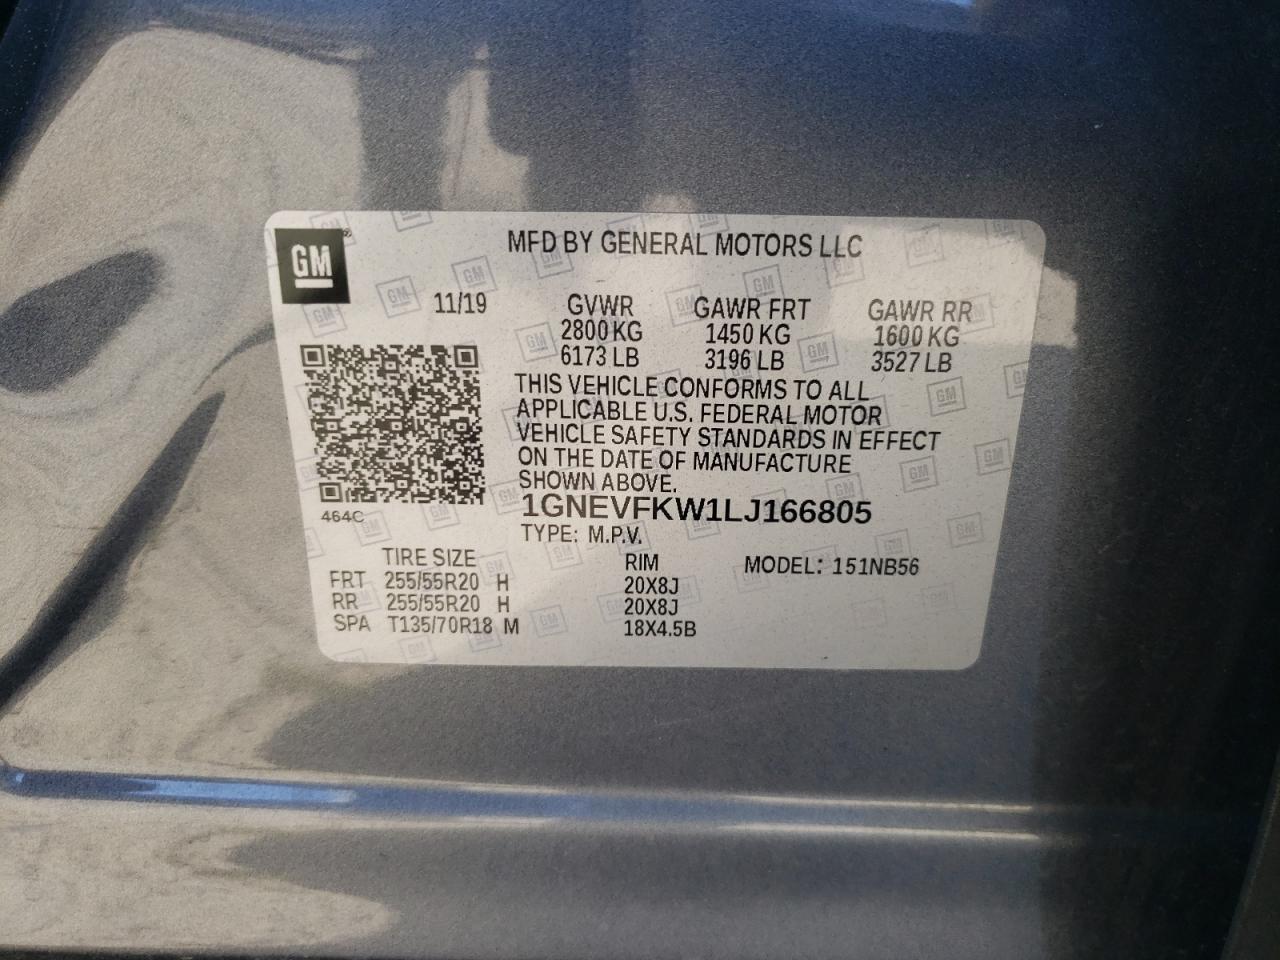 GM®
MFD BY GENERAL MOTORS LLC
11/19 GVWR GAWR FRT GAWR RR
2800 KG 1450 KG 1600 KG
6173 LB 3196 LB 3527 LB
THIS VEHICLE CONFORMS TO ALL
APPLICABLE U.S. FEDERAL MOTOR
VEHICLE SAFETY STANDARDS IN EFFECT
ON THE DATE OF MANUFACTURE
SHOWN ABOVE.
464C
1GNEVFKW1LJ166805
TYPE: M.P.V.
TIRE SIZE RIM MODEL: 151NB56
FRT 255/55R20 H 20X8J
RR 255/55R20 H 20X8J
SPA T135/70R18 M 18X4.5B